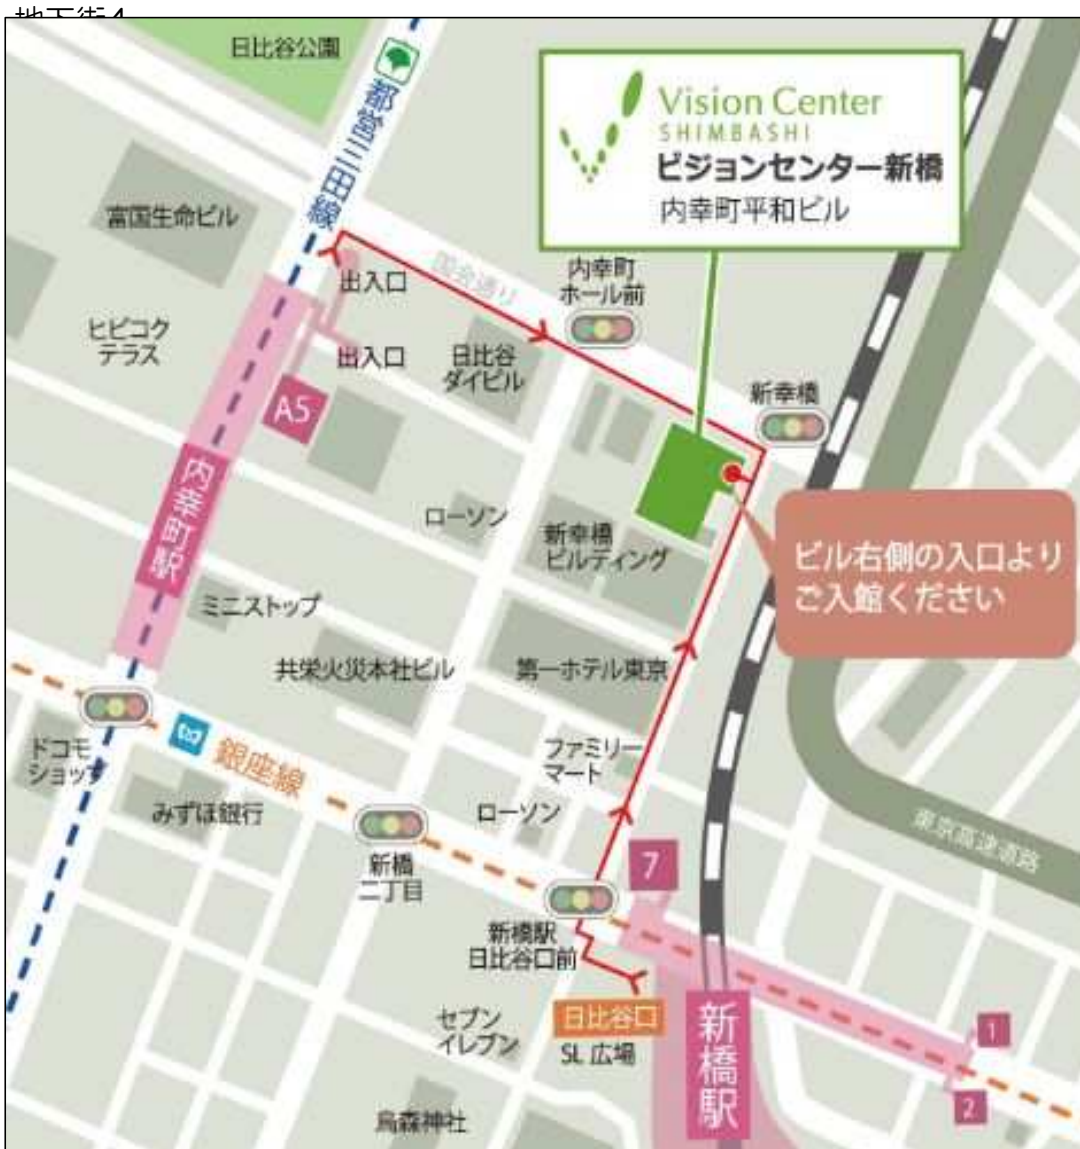 地下街4
日比谷公園
都営三田線
Vision Center
SHIMBASHI
ビジョンセンター新橋
内幸町平和ビル
富国生命ビル
出入口
国会通り
内幸町
ホール前
ヒビコク
テラス
出入口
日比谷
ダイビル
新幸橋
A5
内幸町駅
ローソン
新幸橋
ビルディング
ビル右側の入口より
ご入館ください
ミニストップ
共栄火災本社ビル
第一ホテル東京
ドコモ
ショップ
銀座線
ファミリー
マート
みずほ銀行
ローソン
東京高速道路
新橋
二丁目
7
新橋駅
日比谷口前
セブン
イレブン
日比谷口
SL 広場
新橋駅
1
2
烏森神社